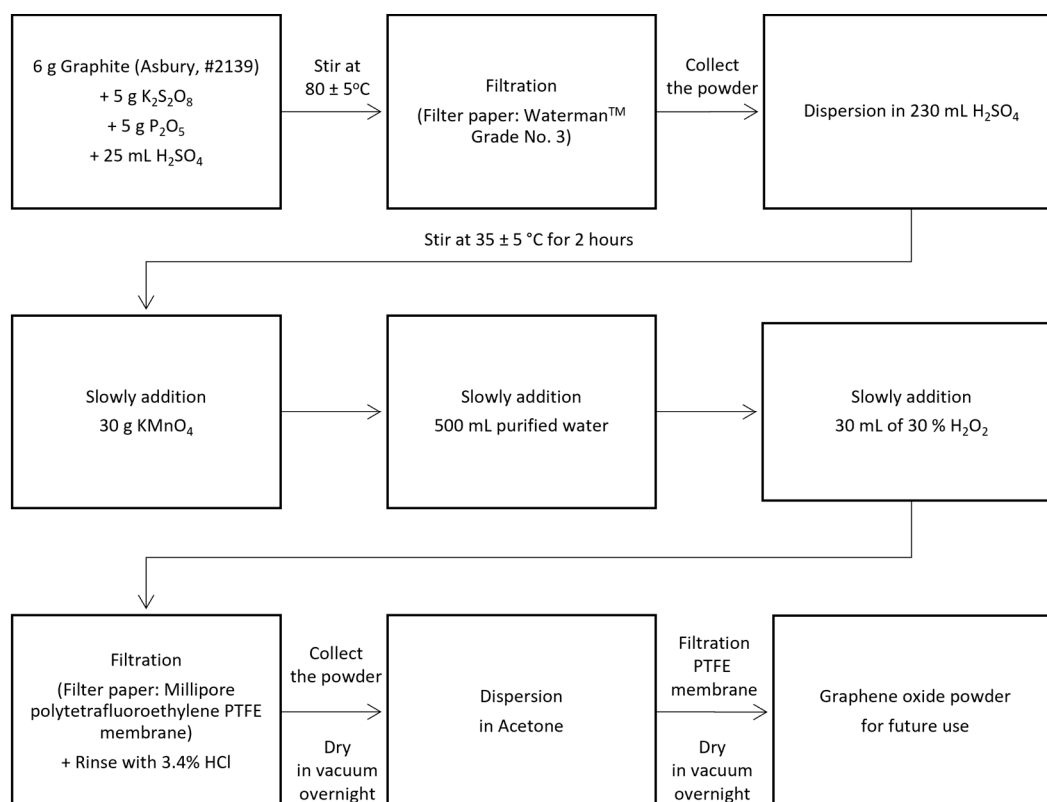 6 g Graphite (Asbury, #2139)
+ 5 g K₂S₂O₈
+ 5 g P₂O₅
+ 25 mL H₂SO₄
Stir at
80 ± 5°C
Filtration
(Filter paper: Waterman™
Grade No. 3)
Collect
the powder
Dispersion in 230 mL H₂SO₄
Stir at 35 ± 5 °C for 2 hours
Slowly addition
30 g KMnO₄
Slowly addition
500 mL purified water
Slowly addition
30 mL of 30 % H₂O₂
Filtration
(Filter paper: Millipore
polytetrafluoroethylene PTFE
membrane)
+ Rinse with 3.4% HCl
Collect
the powder
Dry
in vacuum
overnight
Dispersion
in Acetone
Filtration
PTFE
membrane
Dry
in vacuum
overnight
Graphene oxide powder
for future use